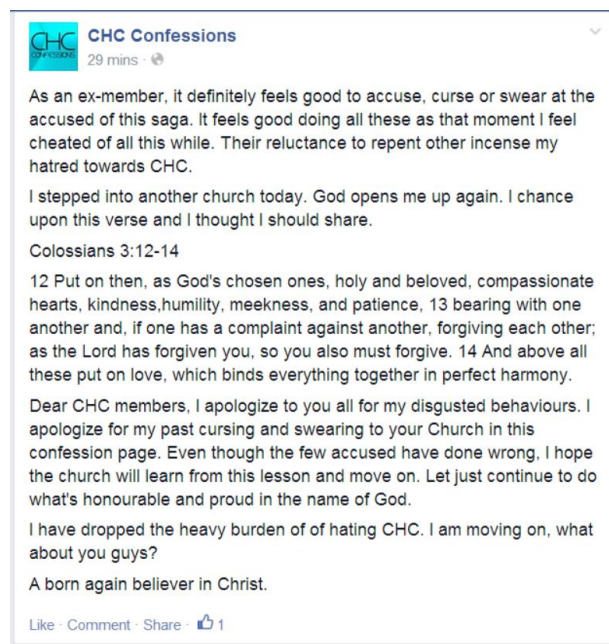 CHC
CONFESSIONS
CHC Confessions
29 mins ·
As an ex-member, it definitely feels good to accuse, curse or swear at the
accused of this saga. It feels good doing all these as that moment I feel
cheated of all this while. Their reluctance to repent other incense my
hatred towards CHC.
I stepped into another church today. God opens me up again. I chance
upon this verse and I thought I should share.
Colossians 3:12-14
12 Put on then, as God's chosen ones, holy and beloved, compassionate
hearts, kindness,humility, meekness, and patience, 13 bearing with one
another and, if one has a complaint against another, forgiving each other;
as the Lord has forgiven you, so you also must forgive. 14 And above all
these put on love, which binds everything together in perfect harmony.
Dear CHC members, I apologize to you all for my disgusted behaviours. I
apologize for my past cursing and swearing to your Church in this
confession page. Even though the few accused have done wrong, I hope
the church will learn from this lesson and move on. Let just continue to do
what's honourable and proud in the name of God.
I have dropped the heavy burden of of hating CHC. I am moving on, what
about you guys?
A born again believer in Christ.
Like · Comment · Share · 1